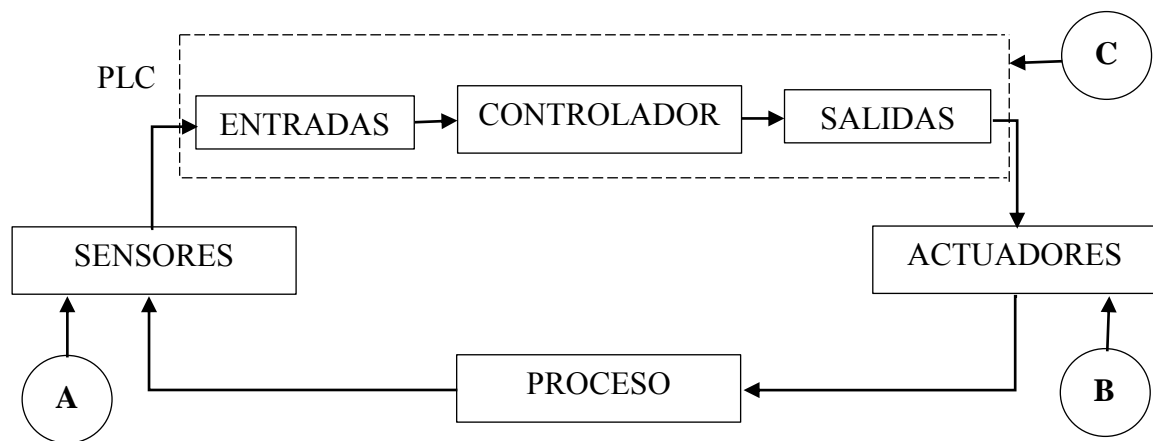 C
PLC
ENTRADAS
CONTROLADOR
SALIDAS
SENSORES
ACTUADORES
PROCESO
A
B